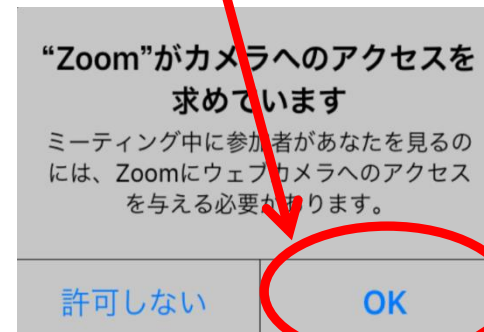 “Zoom”がカメラへのアクセスを
求めています
ミーティング中に参加者があなたを見るの
には、Zoomにウェブカメラへのアクセス
を与える必要があります。
許可しない
OK